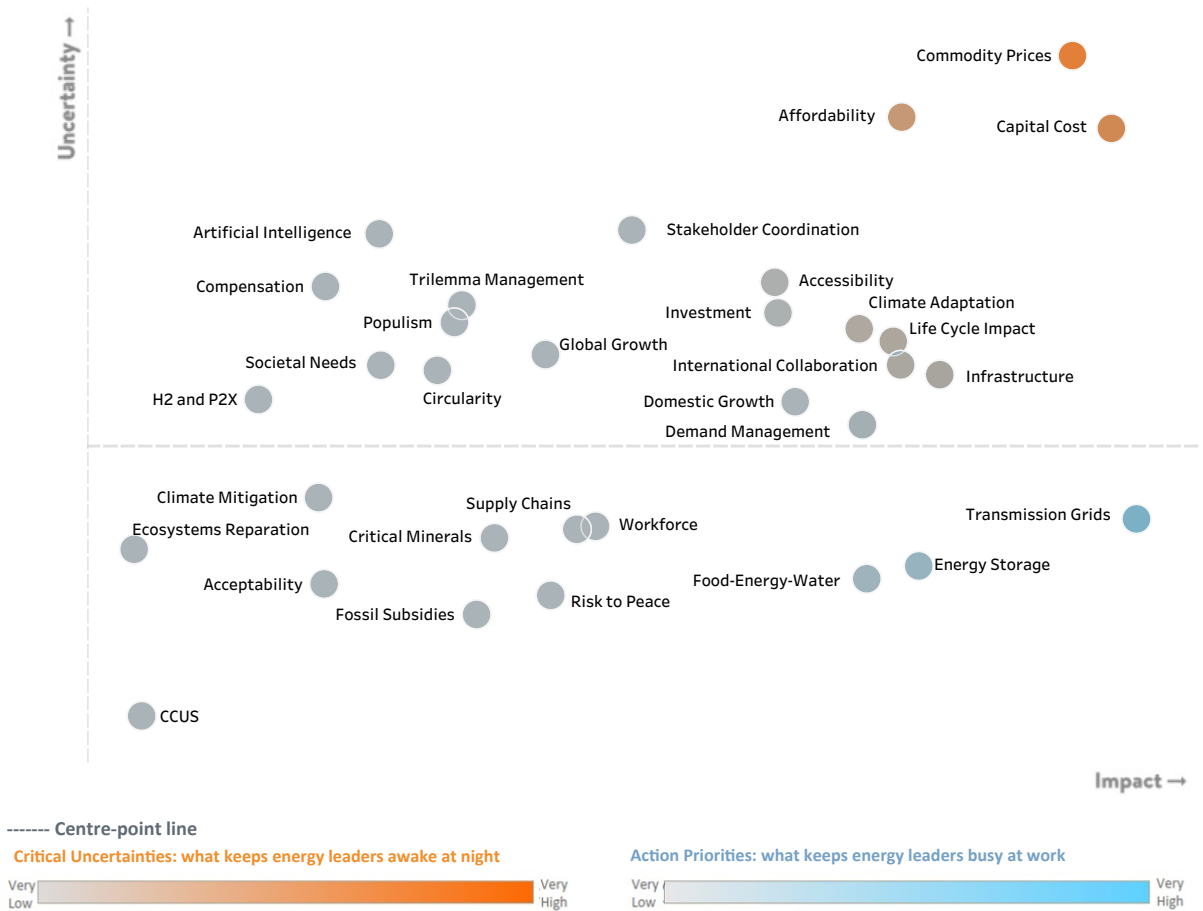 Uncertainty →
Commodity Prices
Affordability
Capital Cost
Artificial Intelligence
Stakeholder Coordination
Compensation
Trilemma Management
Accessibility
Climate Adaptation
Populism
Investment
Life Cycle Impact
Global Growth
Societal Needs
International Collaboration
Infrastructure
H2 and P2X
Circularity
Domestic Growth
Demand Management
Climate Mitigation
Supply Chains
Transmission Grids
Ecosystems Reparation
Critical Minerals
Workforce
Acceptability
Food-Energy-Water
Energy Storage
Fossil Subsidies
Risk to Peace
CCUS
Impact →
------- Centre-point line
Critical Uncertainties: what keeps energy leaders awake at night
Action Priorities: what keeps energy leaders busy at work
Very Low
Very High
Very Low
Very High